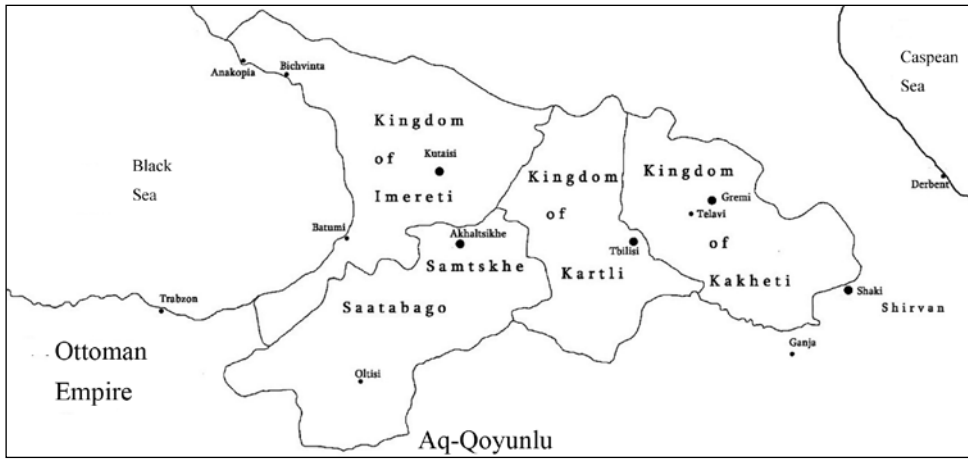 Caspean
Sea
Anakopia
Bichvinta
Kingdom
of
Imereti
Kutaisi
Black
Sea
Kingdom
of
Kartli
Kingdom
of
Kakheti
Gremi
Telavi
Derbent
Batumi
Akhaltsikhe
Tbilisi
Samtskhe
Saatabago
Shaki
Shirvan
Trabzon
Ganja
Ottoman
Empire
Oltisi
Aq-Qoyunlu